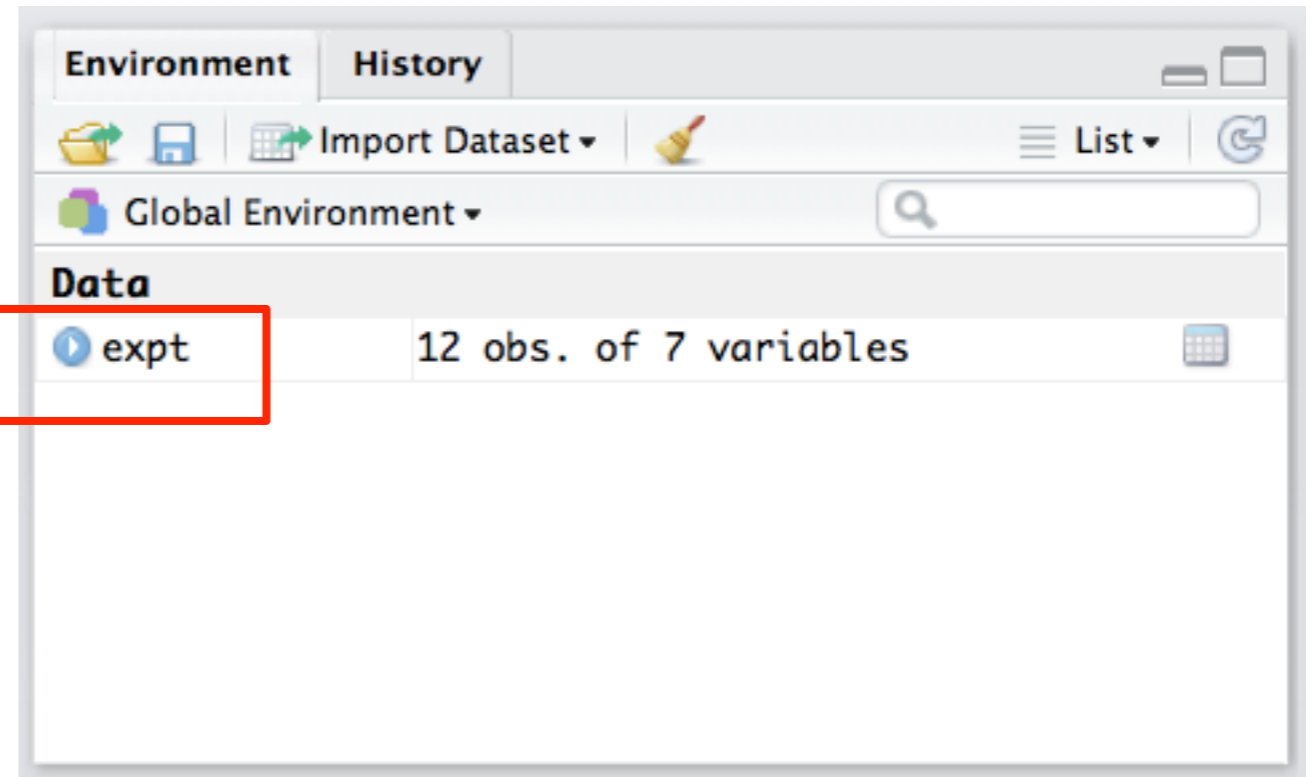 Environment History
Import Dataset List
Global Environment
Data
expt 12 obs. of 7 variables